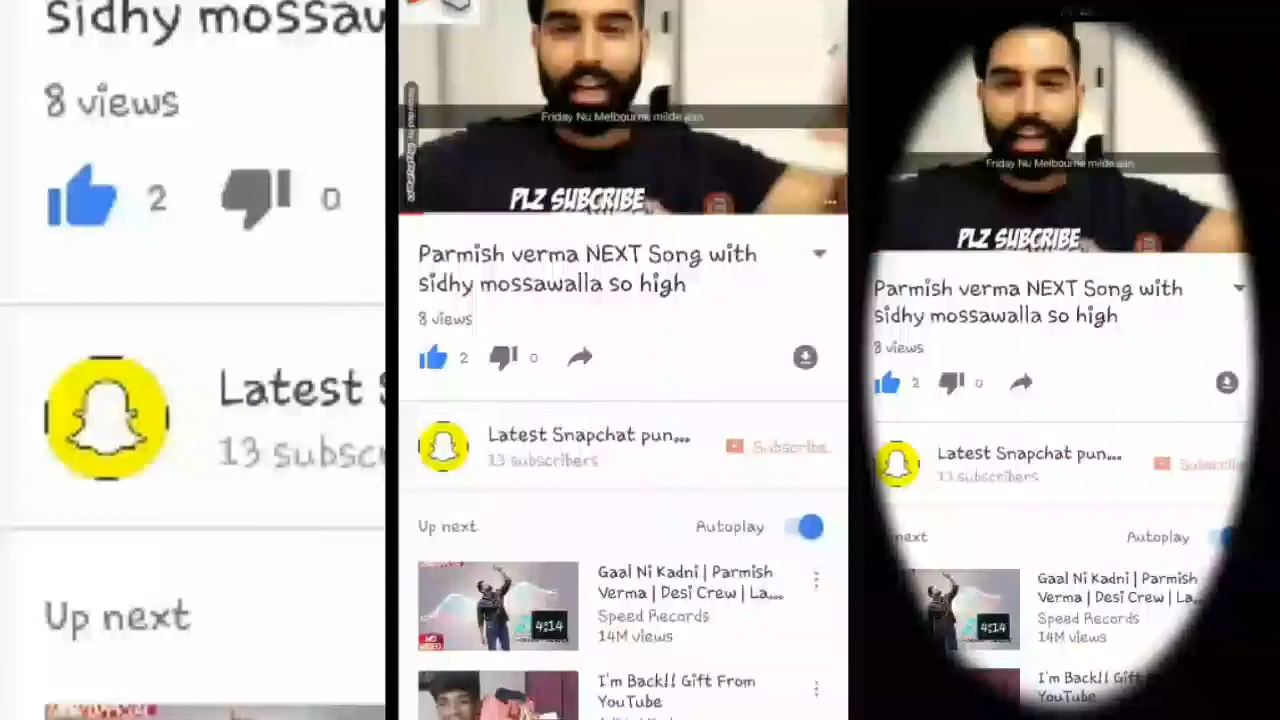 sidhy mossaw
8 views
2
0
Latest
13 subscr
Up next
Friday Nu Melbourne milde aan
PLZ SUBCRIBE
Parmish verma NEXT Song with
sidhy mossawalla so high
8 views
2
0
Latest Snapchat pun...
Subscribe
13 subscribers
Up next
Autoplay
Gaal Ni Kadni | Parmish
Verma | Desi Crew | La...
Speed Records
14M views
4:14
HD
VIDEO
I'm Back!! Gift From
YouTube
Friday Nu Melbourne milde aan
PLZ SUBCRIBE
Parmish verma NEXT Song with
sidhy mossawalla so high
8 views
2
0
Latest Snapchat pun...
Subscrib
13 subscribers
next
Autoplay
Gaal Ni Kadni | Parmish
Verma | Desi Crew | La...
Speed Records
14M views
4:14
I'm Back!! Gif
YouTube